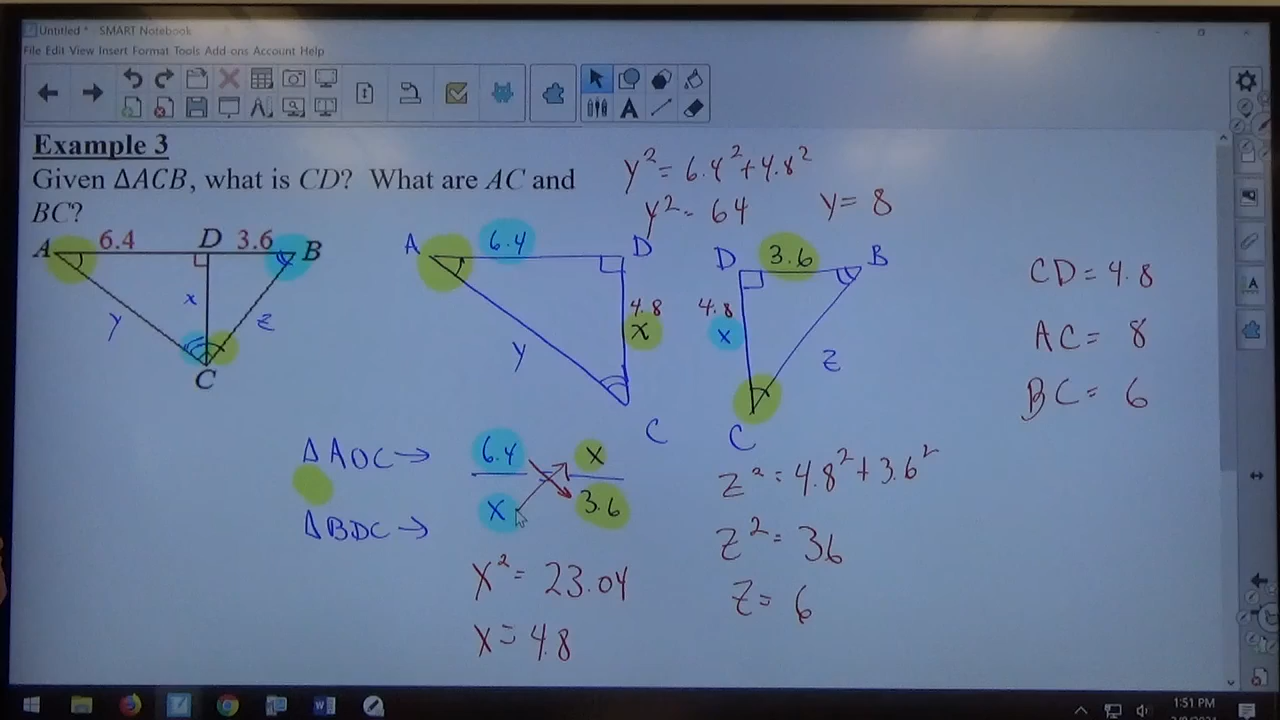 Untitled * SMART Notebook
File Edit View Insert Format Tools Add-ons Account Help
Example 3
Given ΔACB, what is CD? What are AC and
BC?
A 6.4 D 3.6 B
x
y
z
C
A 6.4 D
4.8
x
y
C
D 3.6 B
4.8
x
z
C
y² = 6.4² + 4.8²
y² = 64 y = 8
CD = 4.8
AC = 8
BC = 6
ΔADC → 6.4 = x
ΔBDC → x 3.6
x² = 23.04
x = 4.8
z² = 4.8² + 3.6²
z² = 36
z = 6
1:51 PM